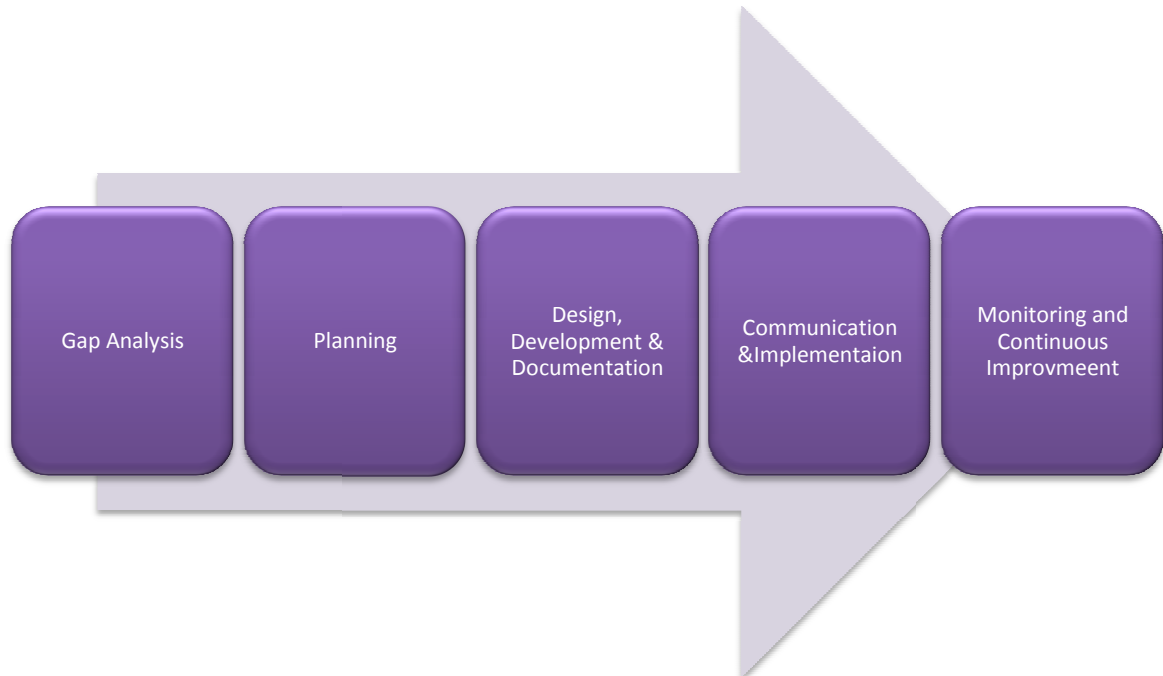 Gap Analysis
Planning
Design,
Development &
Documentation
Communication
&Implementaion
Monitoring and
Continuous
Improvmeent